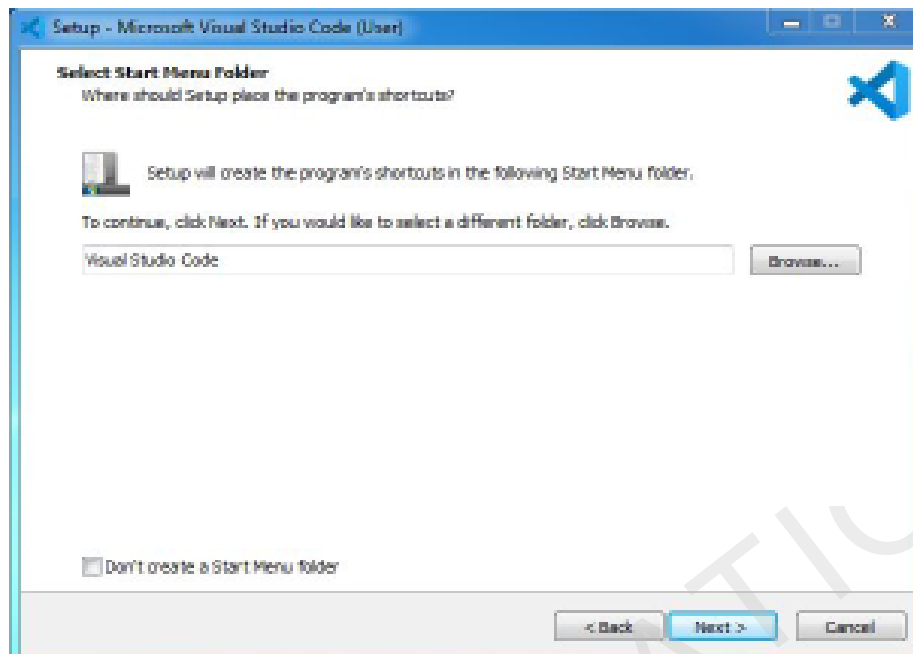 Setup - Microsoft Visual Studio Code (User)
Select Start Menu Folder
Where should Setup place the program's shortcuts?
Setup will create the program's shortcuts in the following Start Menu folder.
To continue, click Next. If you would like to select a different folder, click Browse.
Visual Studio Code
Browse...
Don't create a Start Menu folder
< Back
Next >
Cancel